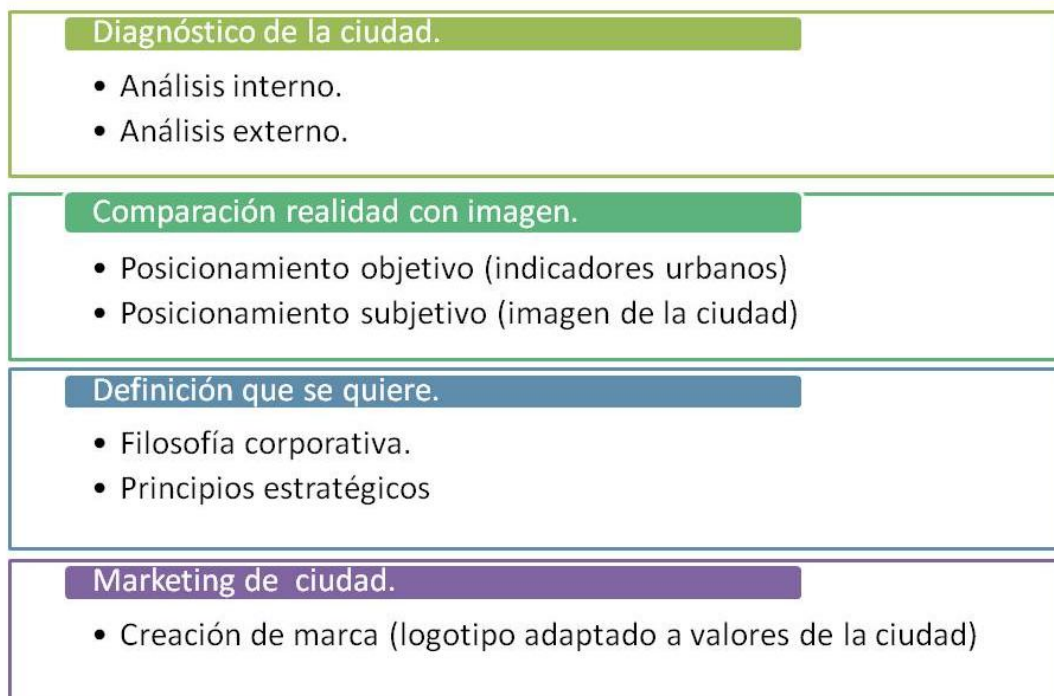 Diagnóstico de la ciudad.
• Análisis interno.
• Análisis externo.
Comparación realidad con imagen.
• Posicionamiento objetivo (indicadores urbanos)
• Posicionamiento subjetivo (imagen de la ciudad)
Definición que se quiere.
• Filosofía corporativa.
• Principios estratégicos
Marketing de ciudad.
• Creación de marca (logotipo adaptado a valores de la ciudad)